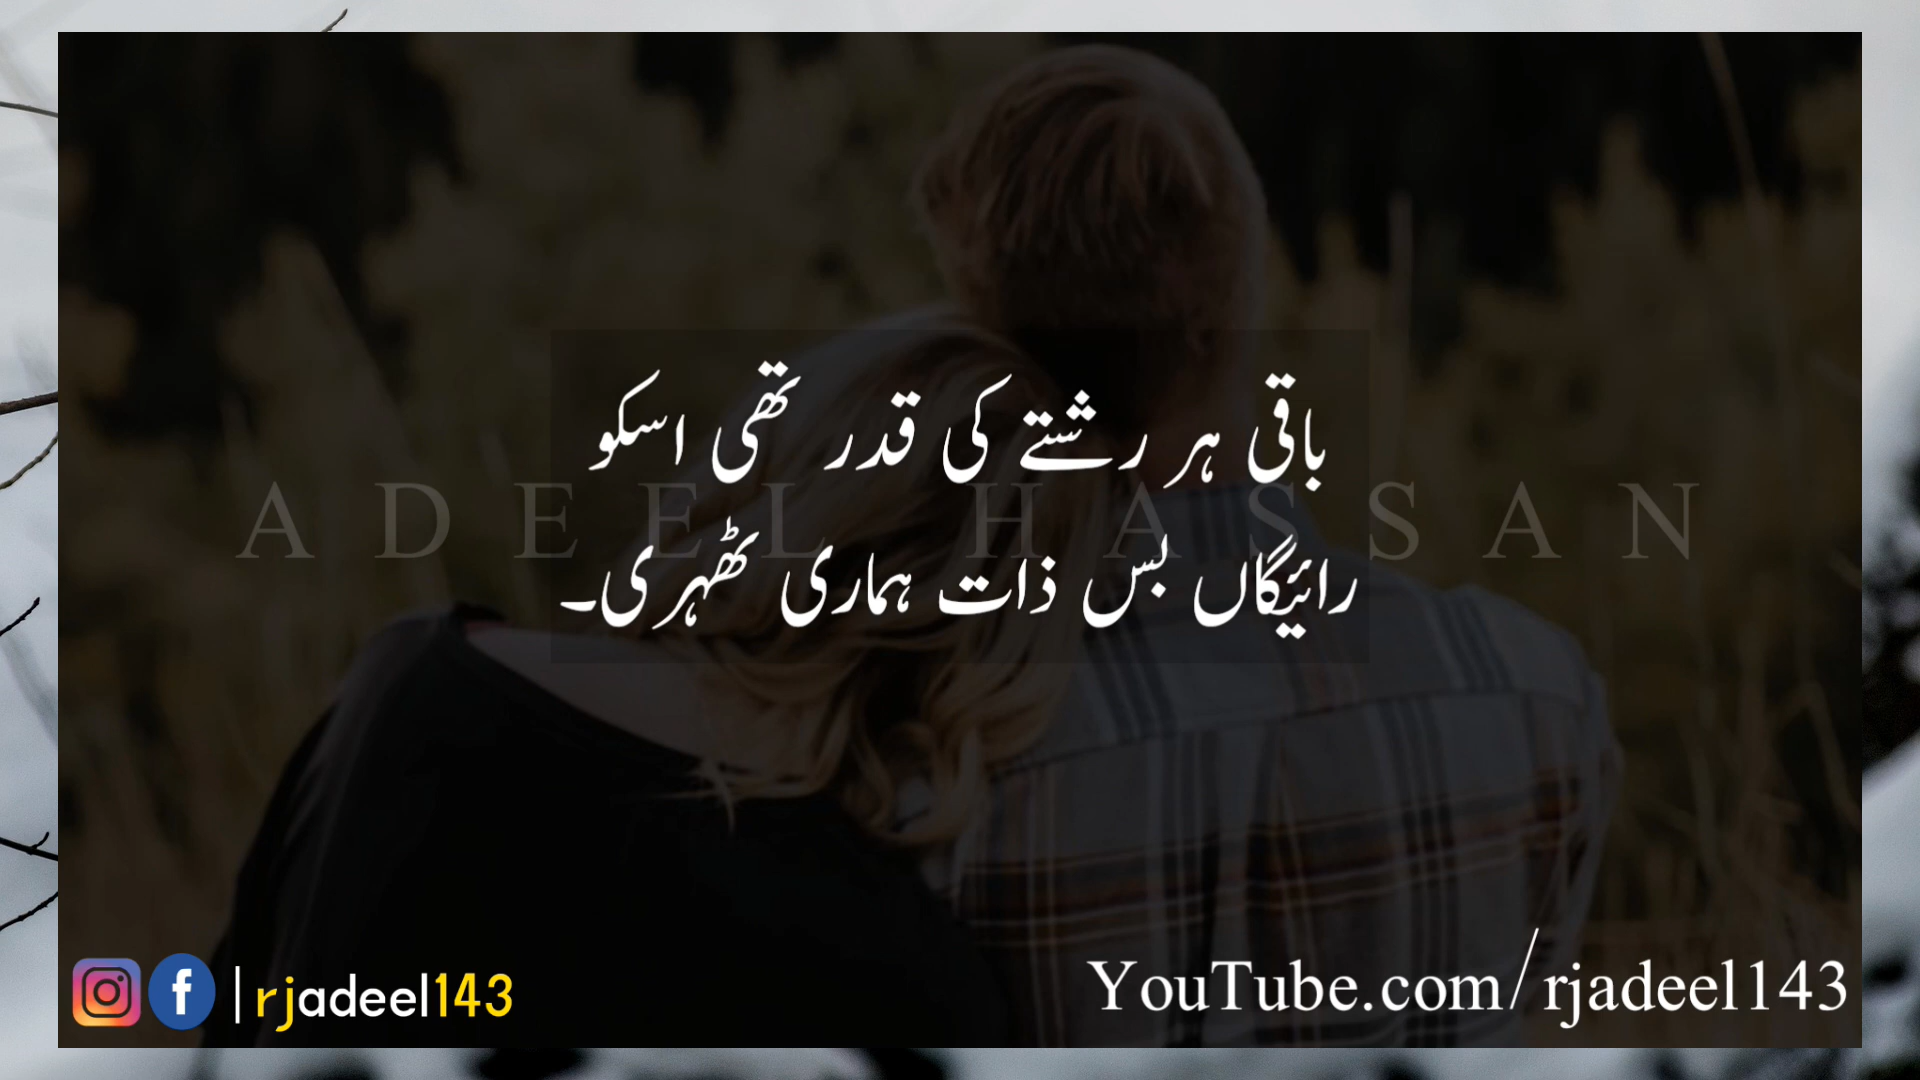 باقی ہر رشتے کی قدر تھی اسکو
ADEEL HASSAN
رائیگاں بس ذات ہماری ٹھہری۔
|rjadeel143
YouTube.com/rjadeel143